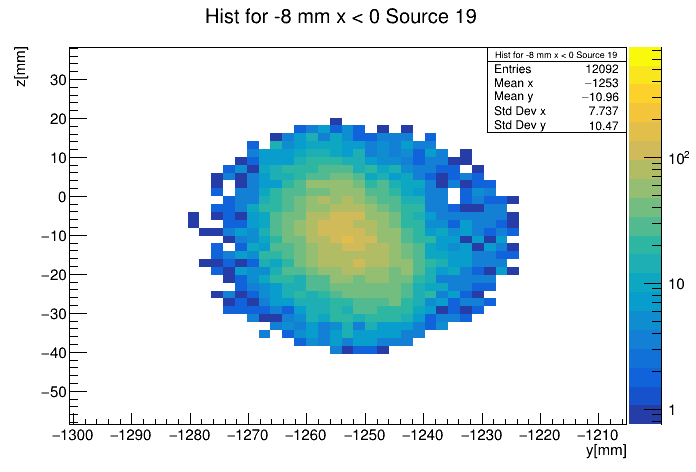 Hist for -8 mm x < 0 Source 19
z[mm]
Hist for -8 mm x < 0 Source 19
Entries 12092
Mean x −1253
Mean y −10.96
Std Dev x 7.737
Std Dev y 10.47
30
20
10
0
−10
−20
−30
−40
−50
10²
10
1
−1300 −1290 −1280 −1270 −1260 −1250 −1240 −1230 −1220 −1210
y[mm]